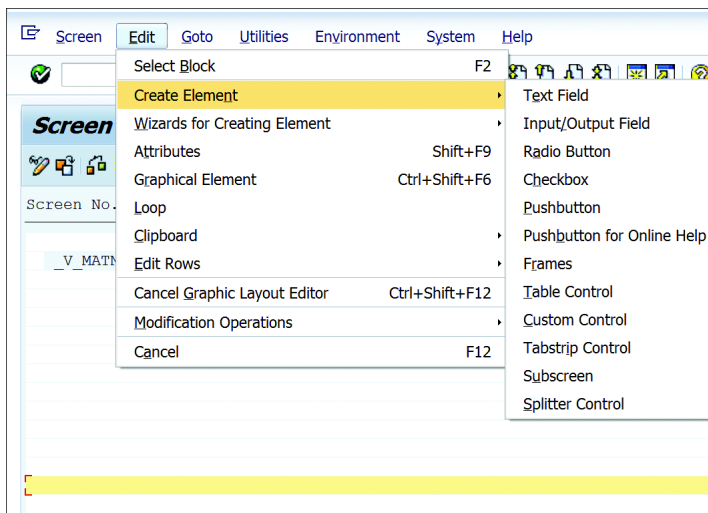 Screen Edit Goto Utilities Environment System Help
Select Block F2
Create Element
Wizards for Creating Element
Attributes Shift+F9
Graphical Element Ctrl+Shift+F6
Loop
Clipboard
Edit Rows
Cancel Graphic Layout Editor Ctrl+Shift+F12
Modification Operations
Cancel F12
Text Field
Input/Output Field
Radio Button
Checkbox
Pushbutton
Pushbutton for Online Help
Frames
Table Control
Custom Control
Tabstrip Control
Subscreen
Splitter Control
Screen
Screen No.
_V_MATN